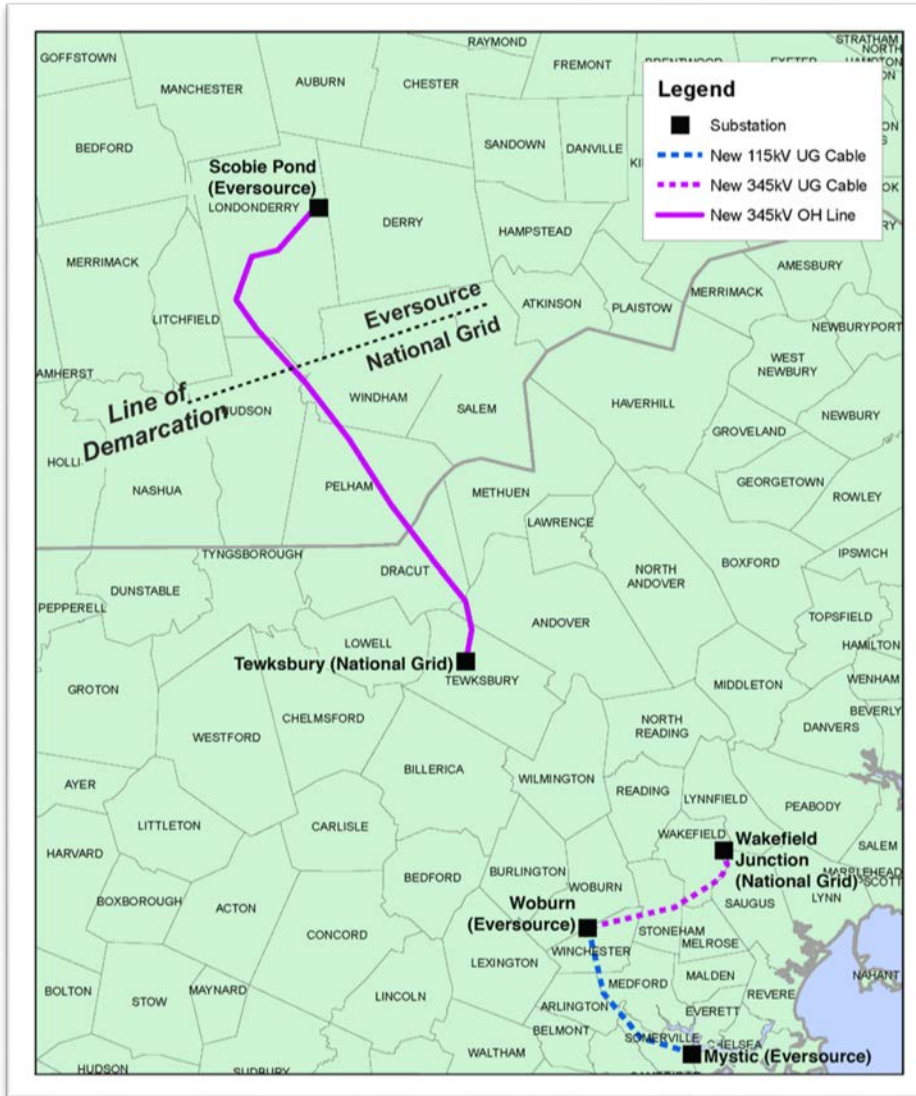 STRATHAM
RAYMOND
NORTH
GOFFSTOWN
FREMONT
AUBURN
CHESTER
MANCHESTER
Legend
Substation
New 115kV UG Cable
New 345kV UG Cable
New 345kV OH Line
BEDFORD
SANDOWN
DANVILLE
Scobie Pond
(Eversource)
LONDONDERRY
DERRY
HAMPSTEAD
MERRIMACK
AMESBURY
MERRIMACK
ATKINSON
PLAISTOW
LITCHFIELD
Eversource
National Grid
NEWBURYPORT
WEST
NEWBURY
AMHERST
WINDHAM
SALEM
HAVERHILL
NEWBURY
Line of
Demarcation
HUDSON
GROVELAND
HOLLI
NASHUA
PELHAM
METHUEN
GEORGETOWN
ROWLEY
LAWRENCE
TYNGSBOROUGH
DRACUT
IPSWICH
BOXFORD
NORTH
ANDOVER
DUNSTABLE
PEPPERELL
TOPSFIELD
ANDOVER
LOWELL
HAMILTON
Tewksbury (National Grid)
TEWKSBURY
GROTON
MIDDLETON
WENHAM
CHELMSFORD
WESTFORD
NORTH
READING
BEVERLY
DANVERS
BILLERICA
WILMINGTON
AYER
READING
LYNNFIELD
PEABODY
LITTLETON
CARLISLE
WAKEFIELD
Wakefield
Junction
(National Grid)
SALEM
HARVARD
BEDFORD
BURLINGTON
WOBURN
MARBLEHEAD
LYNN
BOXBOROUGH
ACTON
Woburn
(Eversource)
SAUGUS
CONCORD
STONEHAM
MELROSE
WINCHESTER
LEXINGTON
BOLTON
STOW
MAYNARD
LINCOLN
MEDFORD
MALDEN
NAHANT
REVERE
ARLINGTON
EVERETT
BELMONT
SOMERVILLE
CHELSEA
WALTHAM
Mystic (Eversource)
HUDSON
SUDBURY